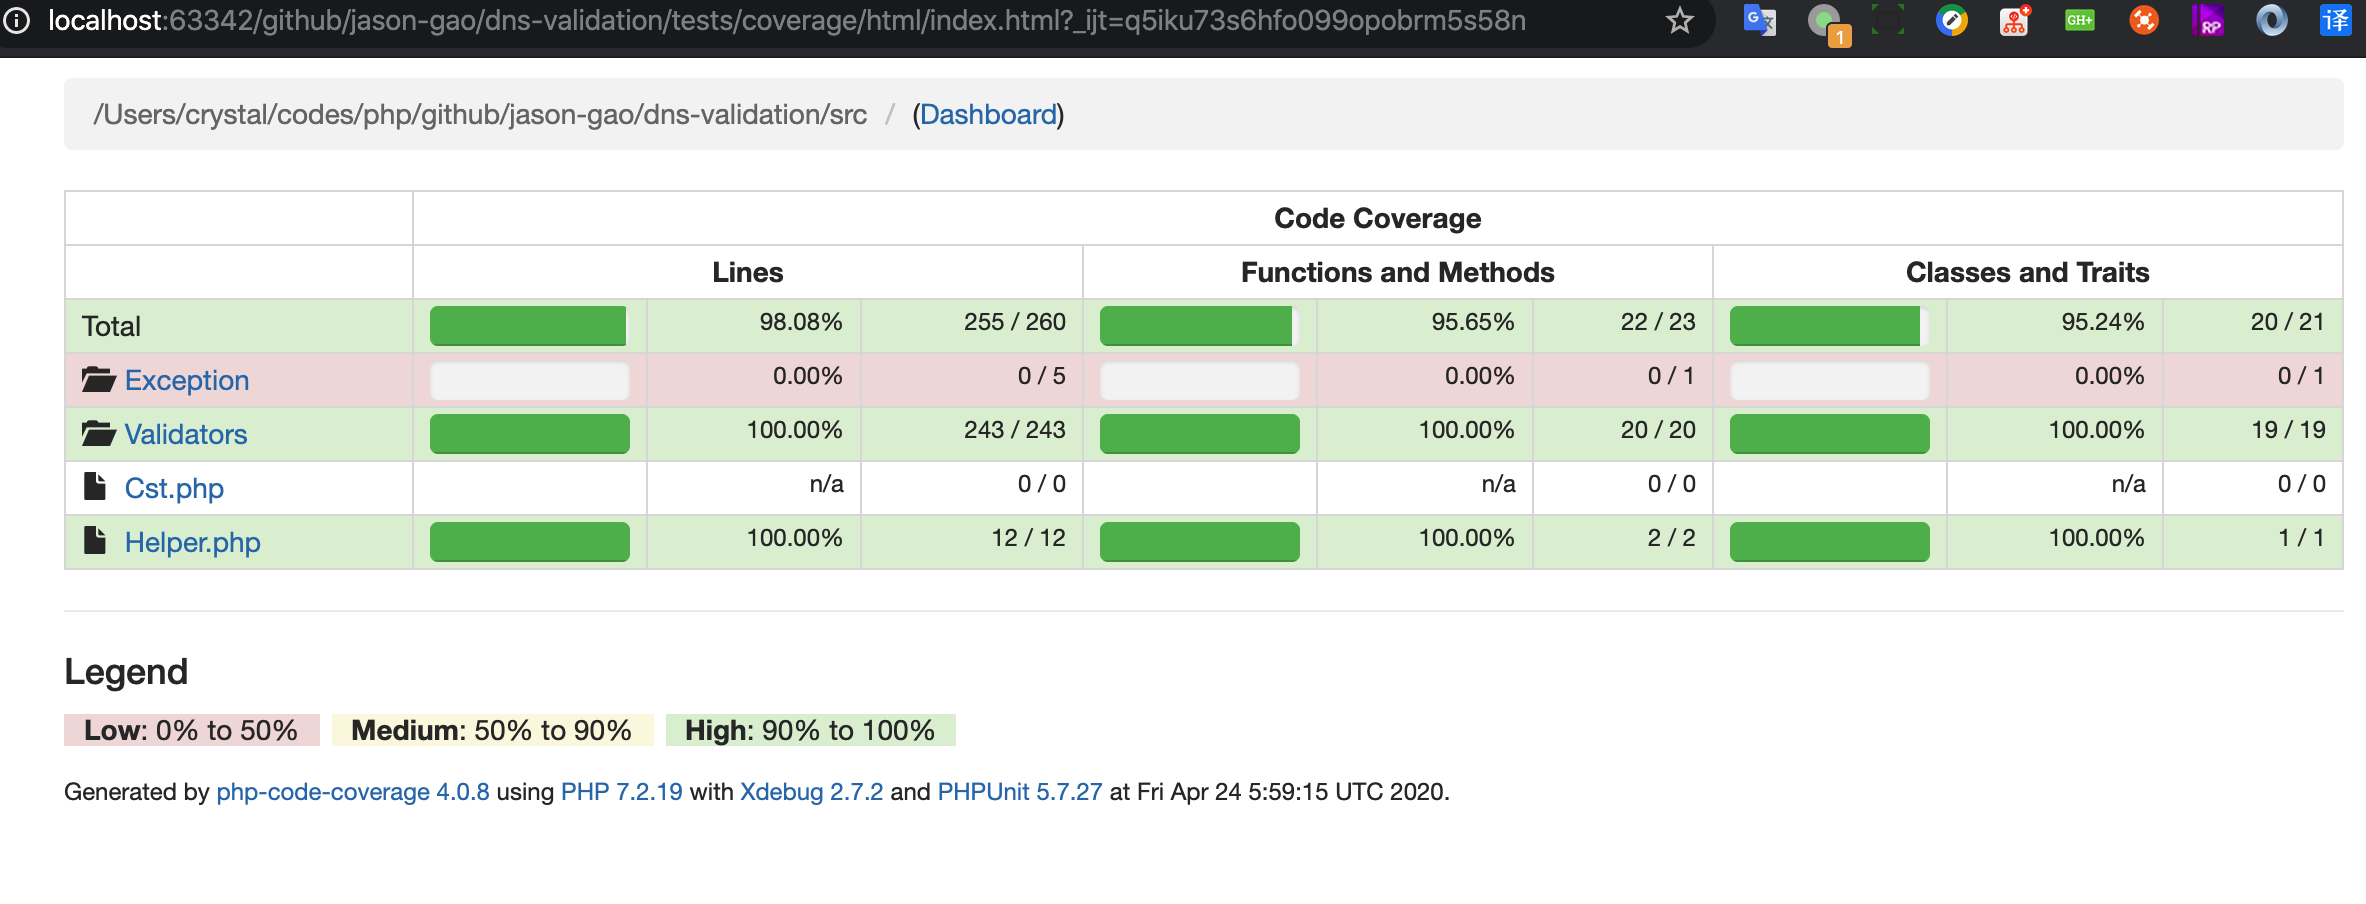 localhost:63342/github/jason-gao/dns-validation/tests/coverage/html/index.html?_ijt=q5iku73s6hfo099opobrm5s58n G 文 1 GH+ RP 译
/Users/crystal/codes/php/github/jason-gao/dns-validation/src / (Dashboard)
Code Coverage
Lines Functions and Methods Classes and Traits
Total 98.08% 255 / 260 95.65% 22 / 23 95.24% 20 / 21
Exception 0.00% 0 / 5 0.00% 0 / 1 0.00% 0 / 1
Validators 100.00% 243 / 243 100.00% 20 / 20 100.00% 19 / 19
Cst.php n/a 0 / 0 n/a 0 / 0 n/a 0 / 0
Helper.php 100.00% 12 / 12 100.00% 2 / 2 100.00% 1 / 1
Legend
Low: 0% to 50% Medium: 50% to 90% High: 90% to 100%
Generated by php-code-coverage 4.0.8 using PHP 7.2.19 with Xdebug 2.7.2 and PHPUnit 5.7.27 at Fri Apr 24 5:59:15 UTC 2020.